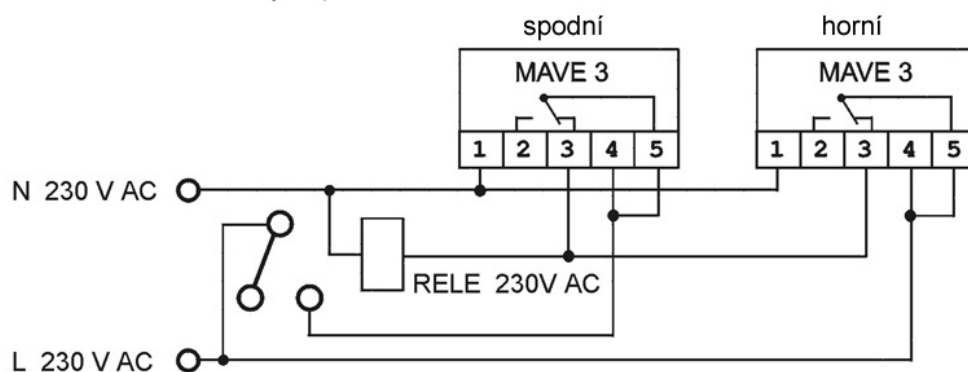 spodní
horní
MAVE 3
MAVE 3
1 2 3 4 5
1 2 3 4 5
N 230 V AC
RELE 230V AC
L 230 V AC